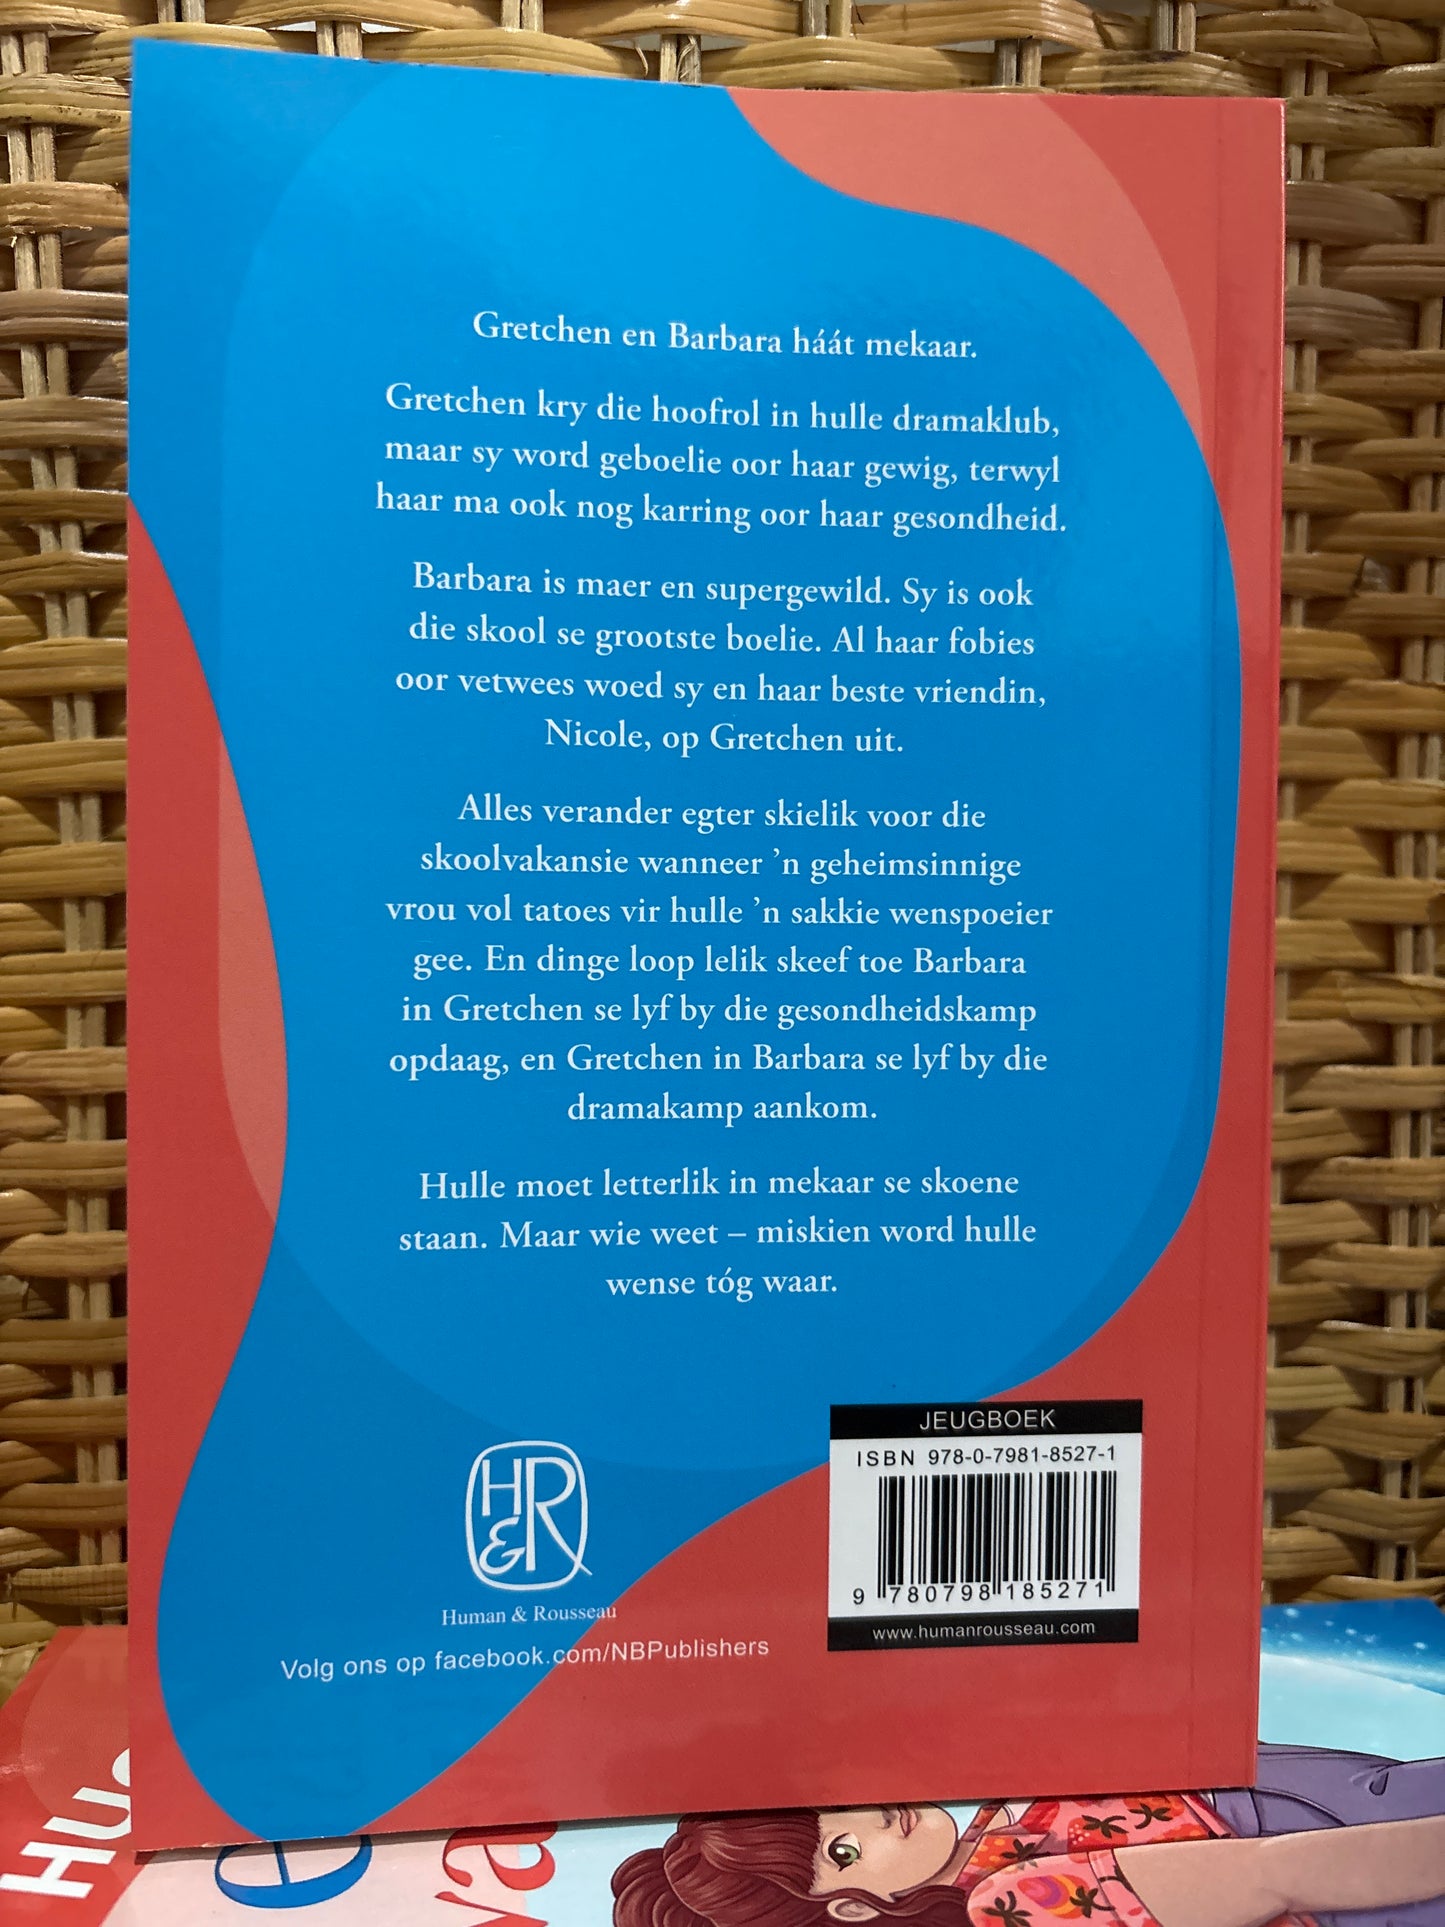 Gretchen en Barbara háát mekaar.
Gretchen kry die hoofrol in hulle dramaklub,
maar sy word geboelie oor haar gewig, terwyl
haar ma ook nog karring oor haar gesondheid.
Barbara is maer en supergewild. Sy is ook
die skool se grootste boelie. Al haar fobies
oor vetwees woed sy en haar beste vriendin,
Nicole, op Gretchen uit.
Alles verander egter skielik voor die
skoolvakansie wanneer ’n geheimsinnige
vrou vol tatoes vir hulle ’n sakkie wenspoeier
gee. En dinge loop lelik skeef toe Barbara
in Gretchen se lyf by die gesondheidskamp
opdaag, en Gretchen in Barbara se lyf by die
dramakamp aankom.
Hulle moet letterlik in mekaar se skoene
staan. Maar wie weet – miskien word hulle
wense tóg waar.
H&R
Human & Rousseau
Volg ons op facebook.com/NBPublishers
JEUGBOEK
ISBN 978-0-7981-8527-1
9 780798 185271
www.humanrousseau.com